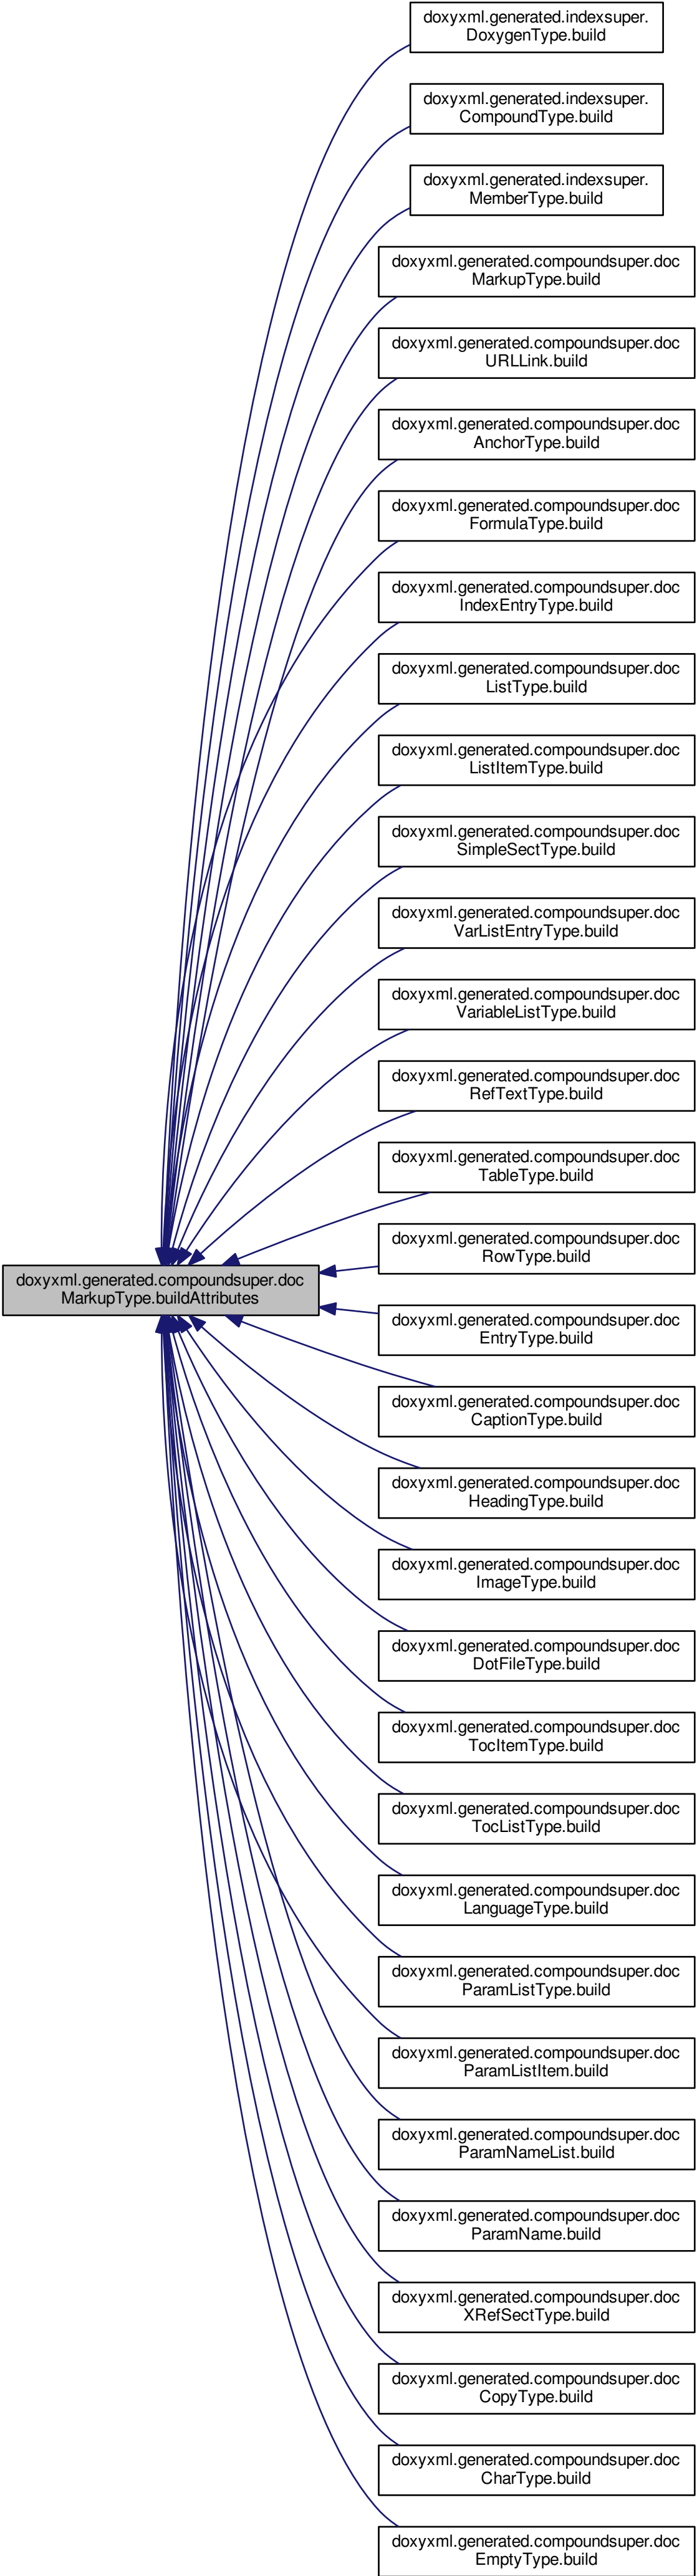 doxyxml.generated.indexsuper.
DoxygenType.build
doxyxml.generated.indexsuper.
CompoundType.build
doxyxml.generated.indexsuper.
MemberType.build
doxyxml.generated.compoundsuper.doc
MarkupType.build
doxyxml.generated.compoundsuper.doc
URLLink.build
doxyxml.generated.compoundsuper.doc
AnchorType.build
doxyxml.generated.compoundsuper.doc
FormulaType.build
doxyxml.generated.compoundsuper.doc
IndexEntryType.build
doxyxml.generated.compoundsuper.doc
ListType.build
doxyxml.generated.compoundsuper.doc
ListItemType.build
doxyxml.generated.compoundsuper.doc
SimpleSectType.build
doxyxml.generated.compoundsuper.doc
VarListEntryType.build
doxyxml.generated.compoundsuper.doc
VariableListType.build
doxyxml.generated.compoundsuper.doc
RefTextType.build
doxyxml.generated.compoundsuper.doc
TableType.build
doxyxml.generated.compoundsuper.doc
RowType.build
doxyxml.generated.compoundsuper.doc
MarkupType.buildAttributes
doxyxml.generated.compoundsuper.doc
EntryType.build
doxyxml.generated.compoundsuper.doc
CaptionType.build
doxyxml.generated.compoundsuper.doc
HeadingType.build
doxyxml.generated.compoundsuper.doc
ImageType.build
doxyxml.generated.compoundsuper.doc
DotFileType.build
doxyxml.generated.compoundsuper.doc
TocItemType.build
doxyxml.generated.compoundsuper.doc
TocListType.build
doxyxml.generated.compoundsuper.doc
LanguageType.build
doxyxml.generated.compoundsuper.doc
ParamListType.build
doxyxml.generated.compoundsuper.doc
ParamListItem.build
doxyxml.generated.compoundsuper.doc
ParamNameList.build
doxyxml.generated.compoundsuper.doc
ParamName.build
doxyxml.generated.compoundsuper.doc
XRefSectType.build
doxyxml.generated.compoundsuper.doc
CopyType.build
doxyxml.generated.compoundsuper.doc
CharType.build
doxyxml.generated.compoundsuper.doc
EmptyType.build